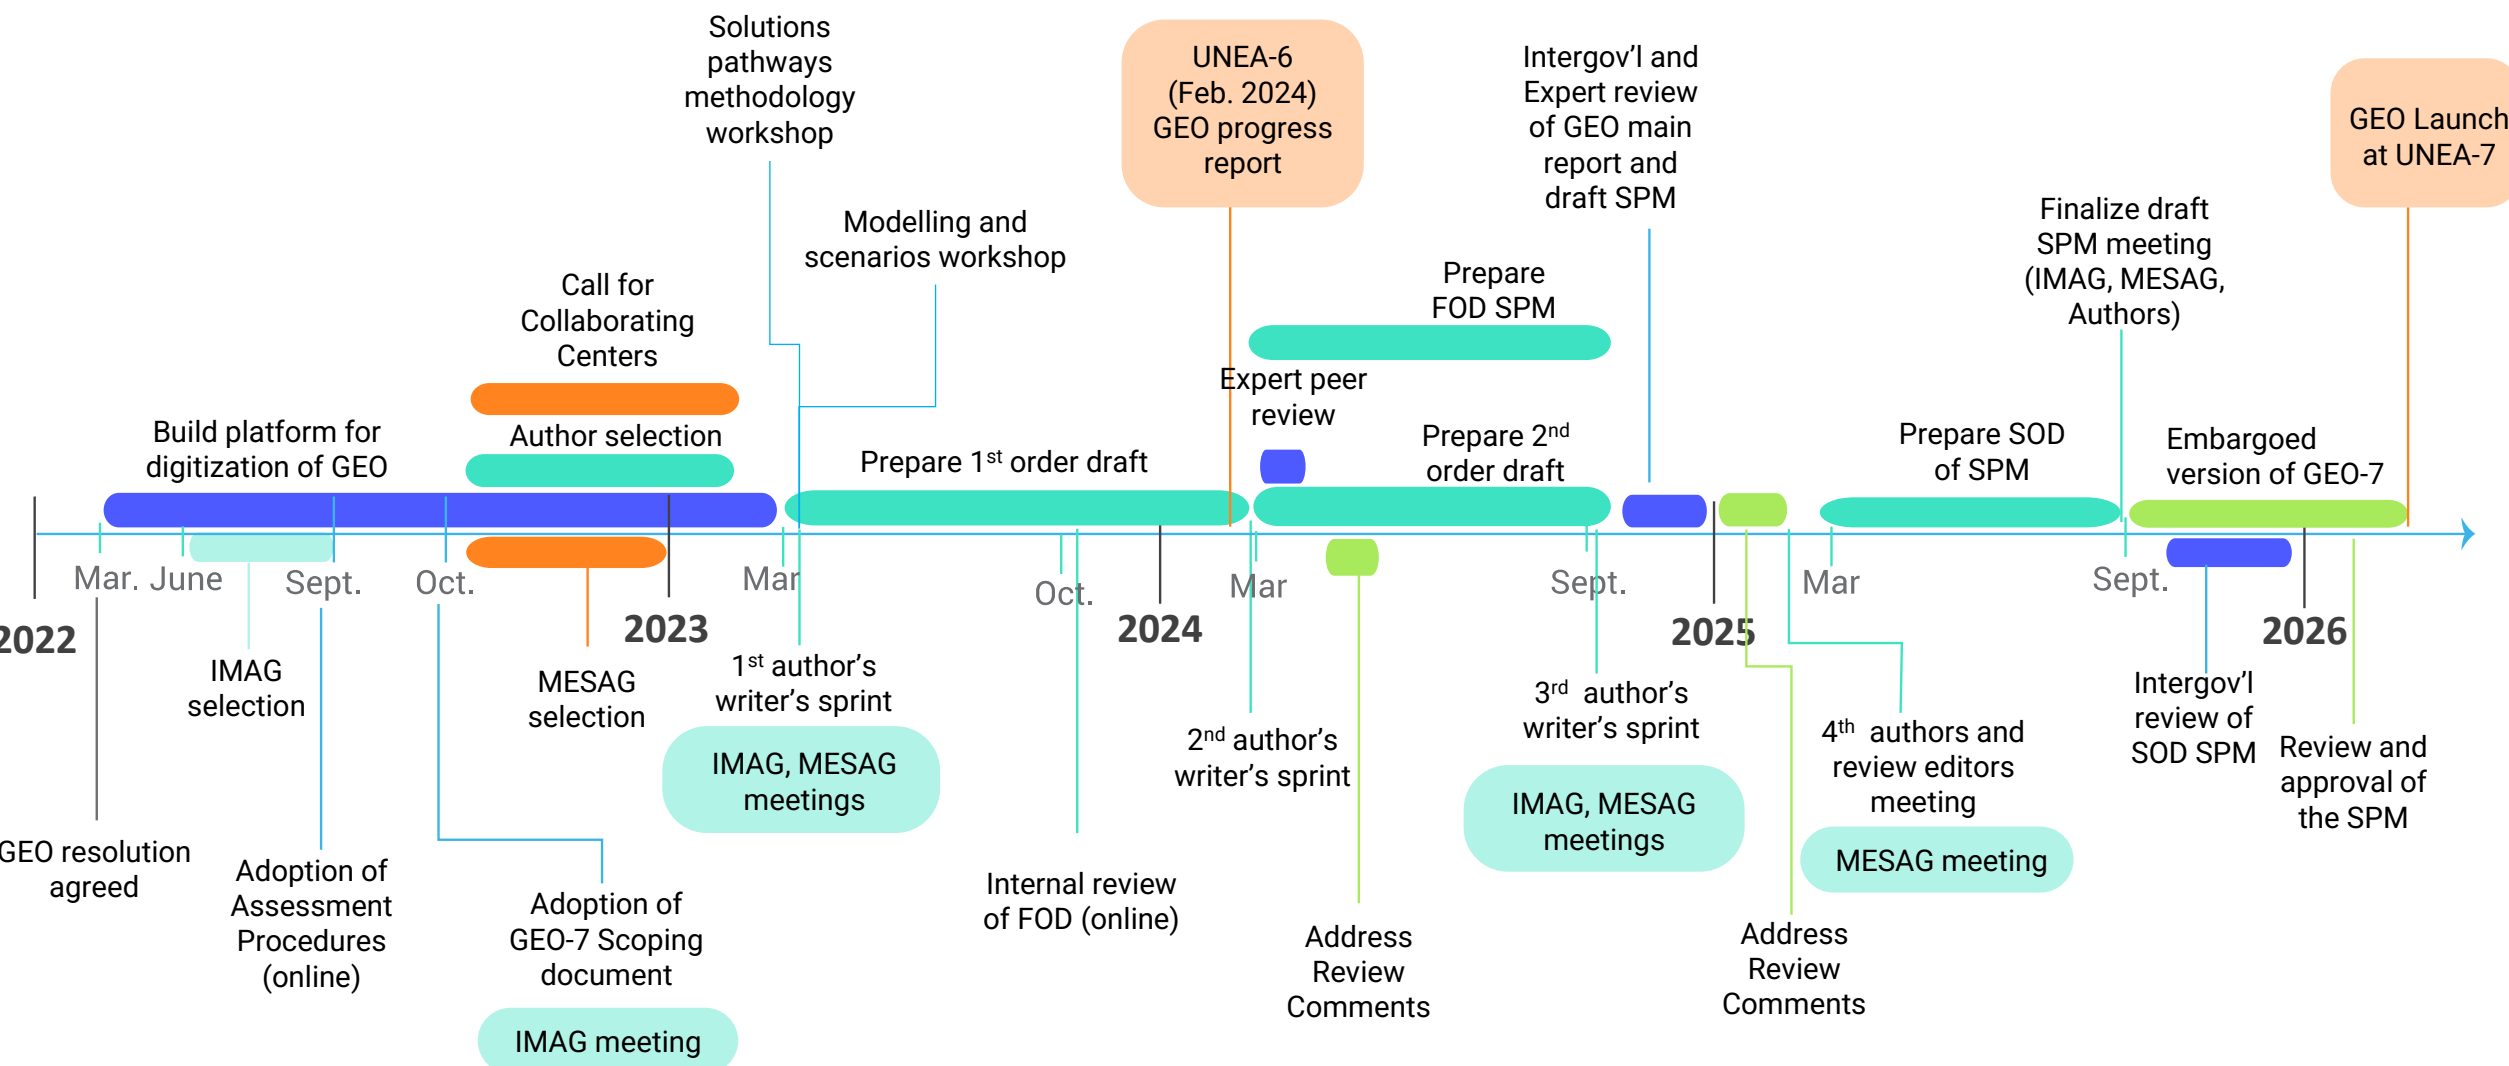 Solutions
pathways
methodology
workshop
UNEA-6
(Feb. 2024)
GEO progress
report
Intergov’l and
Expert review
of GEO main
report and
draft SPM
GEO Launch
at UNEA-7
Modelling and
scenarios workshop
Finalize draft
SPM meeting
(IMAG, MESAG,
Authors)
Call for
Collaborating
Centers
Prepare
FOD SPM
Expert peer
review
Build platform for
digitization of GEO
Author selection
Prepare 1st order draft
Prepare 2nd
order draft
Prepare SOD
of SPM
Embargoed
version of GEO-7
Mar.
June
Sept.
Oct.
Mar
Oct.
Mar
Sept.
Mar
Sept.
2022
2023
2024
2025
2026
IMAG
selection
MESAG
selection
1st author’s
writer’s sprint
IMAG, MESAG
meetings
2nd author’s
writer’s sprint
3rd author’s
writer’s sprint
IMAG, MESAG
meetings
4th authors and
review editors
meeting
MESAG meeting
Intergov’l
review of
SOD SPM
Review and
approval of
the SPM
GEO resolution
agreed
Adoption of
Assessment
Procedures
(online)
Adoption of
GEO-7 Scoping
document
IMAG meeting
Internal review
of FOD (online)
Address
Review
Comments
Address
Review
Comments